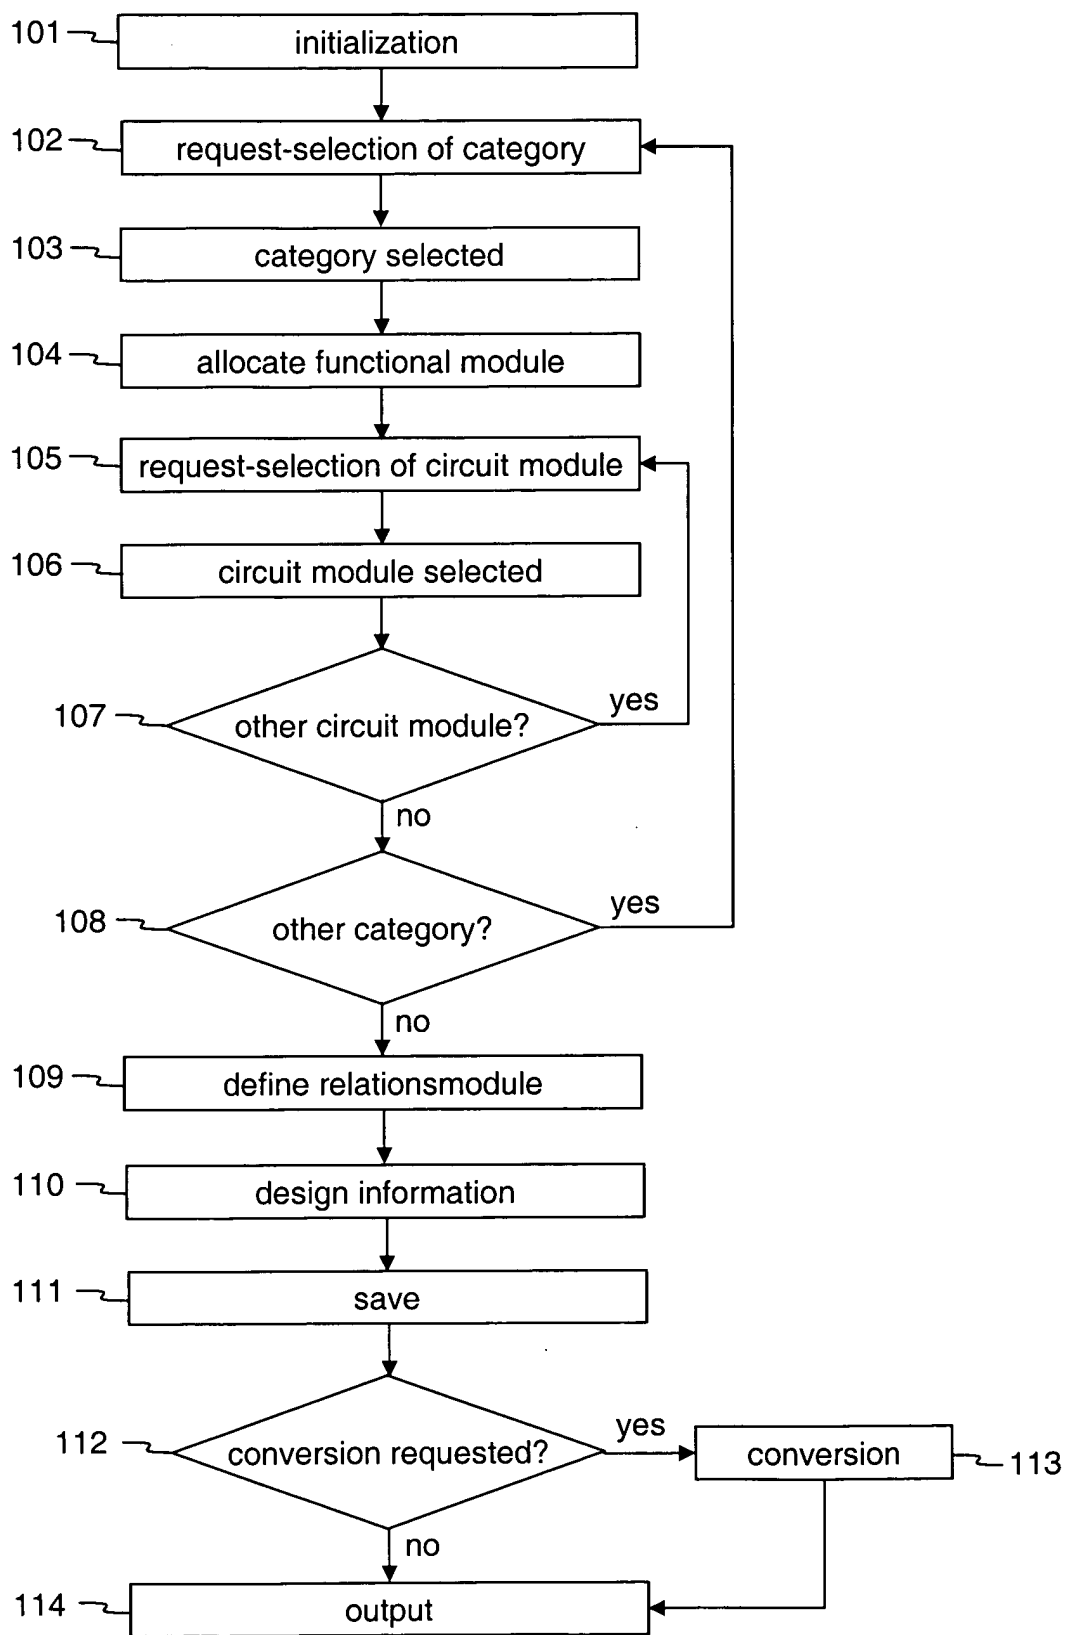 101
initialization
102
request-selection of category
103
category selected
104
allocate functional module
105
request-selection of circuit module
106
circuit module selected
107
other circuit module?
yes
no
108
other category?
yes
no
109
define relationsmodule
110
design information
111
save
112
conversion requested?
yes
conversion
113
no
114
output